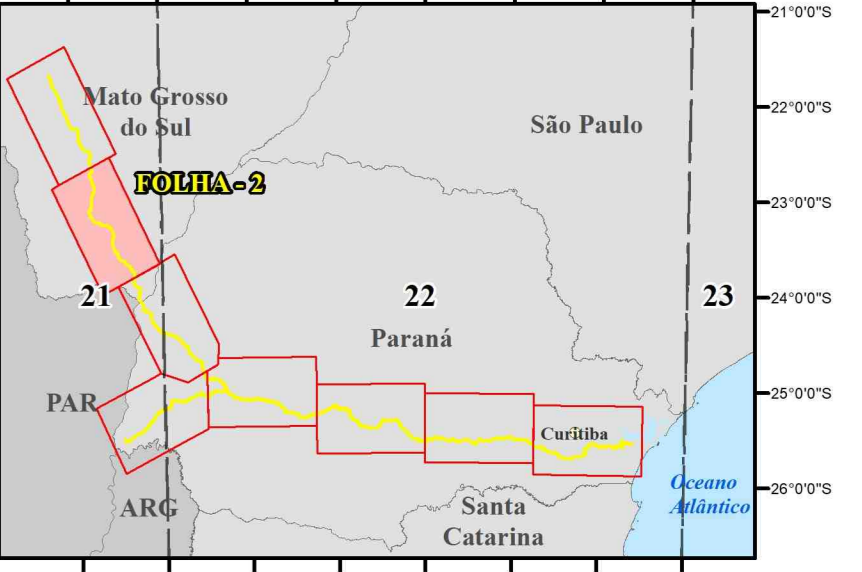 21°0'0"S
Mato Grosso
do Sul
22°0'0"S
São Paulo
FOLHA - 2
23°0'0"S
21
22
23
24°0'0"S
Paraná
PAR
25°0'0"S
Curitiba
26°0'0"S
Oceano
Atlântico
ARG
Santa
Catarina